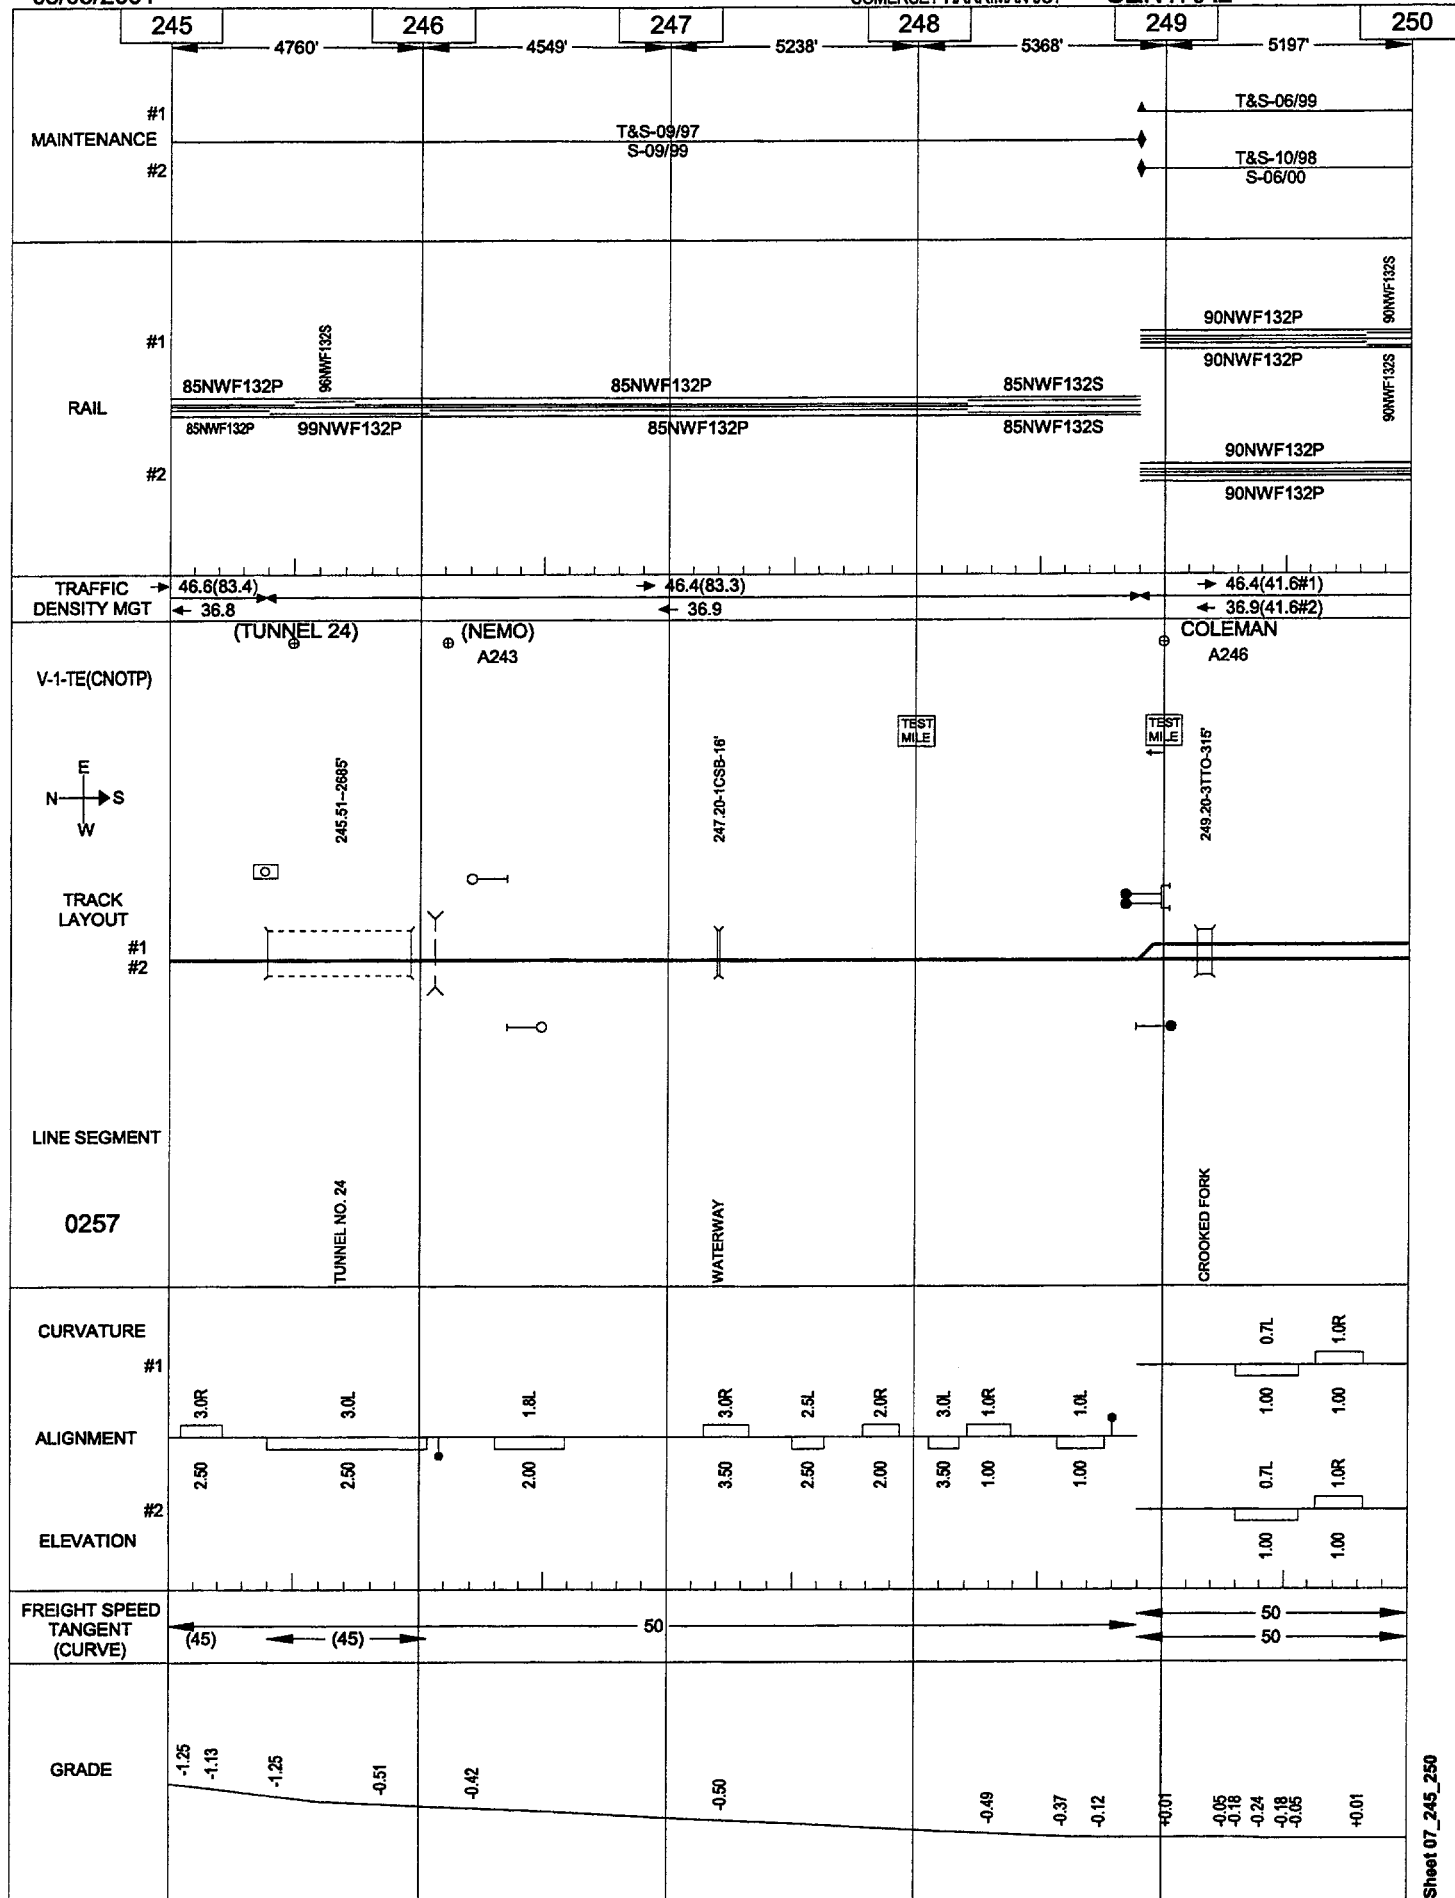 245 246 247 248 249 250
4760' 4549' 5238' 5368' 5197'
#1 T&S-06/99
MAINTENANCE T&S-09/97
S-09/99
#2 T&S-10/98
S-06/00
90NWF132S
90NWF132P
#1 96NWF132S
90NWF132P
85NWF132P 85NWF132P 85NWF132S
90NWF132S
RAIL
85NWF132P 99NWF132P 85NWF132P 85NWF132S
90NWF132P
#2
90NWF132P
TRAFFIC 46.6(83.4) 46.4(83.3) 46.4(41.6#1)
DENSITY MGT 36.8 36.9 36.9(41.6#2)
(TUNNEL 24) (NEMO) COLEMAN
A243 A246
V-1-TE(CNOTP)
TEST
MILE
TEST
MILE
245.51--2685'
247.20-1CSB-16'
249.20-3TTO-315'
E
N S
W
TRACK
LAYOUT
#1
#2
LINE SEGMENT
0257
TUNNEL NO. 24
WATERWAY
CROOKED FORK
CURVATURE 0.7L 1.0R
#1
1.00 1.00
3.0R 3.0L 1.8L 3.0R 2.5L 2.0R 3.0L 1.0R 1.0L
ALIGNMENT
2.50 2.50 2.00 3.50 2.50 2.00 3.50 1.00 1.00
0.7L 1.0R
#2
ELEVATION
1.00 1.00
FREIGHT SPEED
TANGENT
(CURVE)
(45) (45) 50 50
50
GRADE
-1.25 -1.13 -1.25 -0.51 -0.42 -0.50 -0.49 -0.37 -0.12 +0.01 -0.05 -0.18 -0.24 -0.18 -0.05 +0.01
Sheet 07_245_250